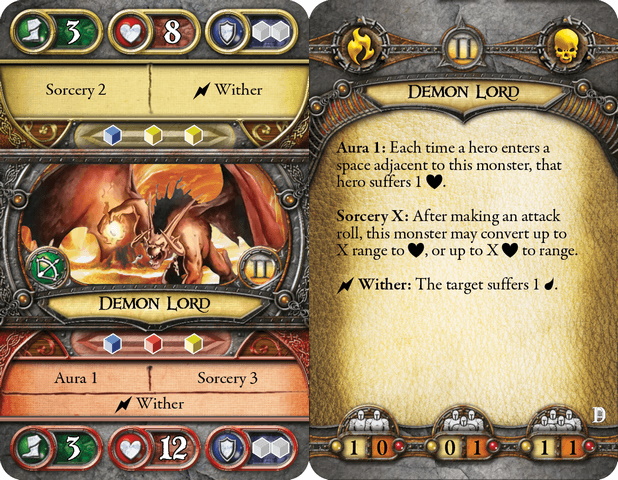 3 8
Sorcery 2 Wither
II
DEMON LORD
Aura 1 Sorcery 3
Wither
3 12
II
DEMON LORD
Aura 1: Each time a hero enters a
space adjacent to this monster, that
hero suffers 1 .
Sorcery X: After making an attack
roll, this monster may convert up to
X range to , or up to X to range.
Wither: The target suffers 1 .
D
1 0 0 1 1 1